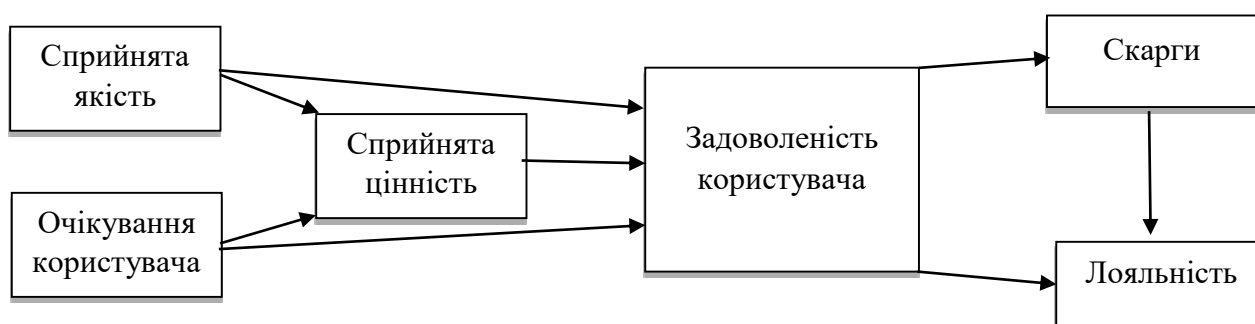 Сприйнята
якість
Очікування
користувача
Сприйнята
цінність
Задоволеність
користувача
Скарги
Лояльність